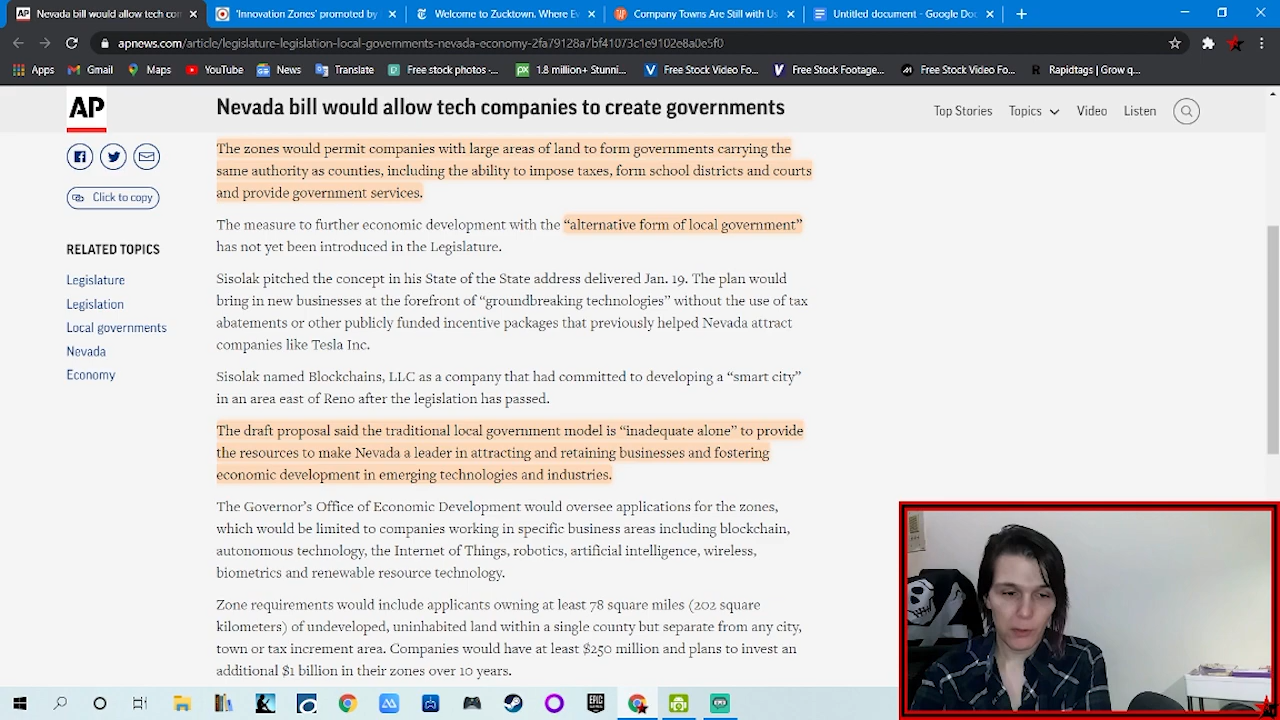 Nevada bill would allow tech com
'Innovation Zones' promoted by
Welcome to Zucktown. Where Ev
Company Towns Are Still with Us
Untitled document - Google Doc
apnews.com/article/legislature-legislation-local-governments-nevada-economy-2fa79128a7bf41073c1e9102e8a0e5f0
Apps
Gmail
Maps
YouTube
News
Translate
Free stock photos -...
1.8 million+ Stunni...
Free Stock Video Fo...
Free Stock Footage...
Free Stock Video Fo...
Rapidtags | Grow q...
AP
Nevada bill would allow tech companies to create governments
Top Stories
Topics
Video
Listen
Click to copy
RELATED TOPICS
Legislature
Legislation
Local governments
Nevada
Economy
The zones would permit companies with large areas of land to form governments carrying the
same authority as counties, including the ability to impose taxes, form school districts and courts
and provide government services.
The measure to further economic development with the “alternative form of local government”
has not yet been introduced in the Legislature.
Sisolak pitched the concept in his State of the State address delivered Jan. 19. The plan would
bring in new businesses at the forefront of “groundbreaking technologies” without the use of tax
abatements or other publicly funded incentive packages that previously helped Nevada attract
companies like Tesla Inc.
Sisolak named Blockchains, LLC as a company that had committed to developing a “smart city”
in an area east of Reno after the legislation has passed.
The draft proposal said the traditional local government model is “inadequate alone” to provide
the resources to make Nevada a leader in attracting and retaining businesses and fostering
economic development in emerging technologies and industries.
The Governor’s Office of Economic Development would oversee applications for the zones,
which would be limited to companies working in specific business areas including blockchain,
autonomous technology, the Internet of Things, robotics, artificial intelligence, wireless,
biometrics and renewable resource technology.
Zone requirements would include applicants owning at least 78 square miles (202 square
kilometers) of undeveloped, uninhabited land within a single county but separate from any city,
town or tax increment area. Companies would have at least $250 million and plans to invest an
additional $1 billion in their zones over 10 years.